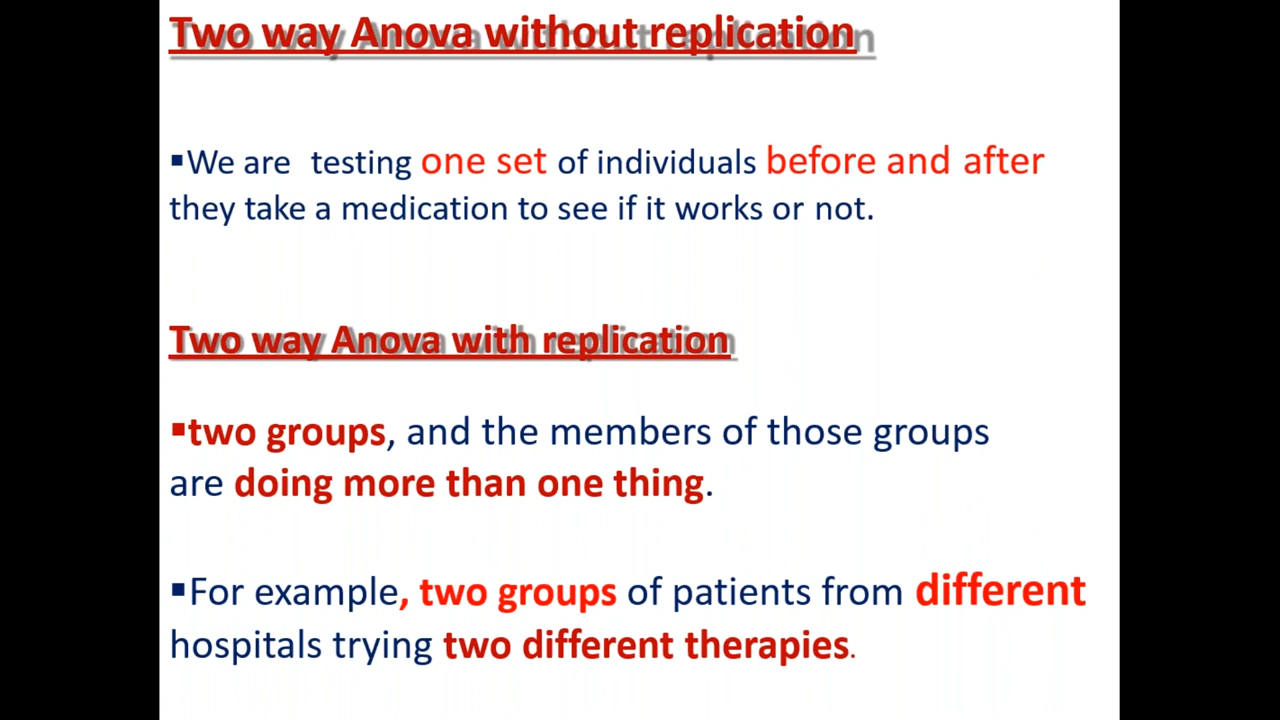 Two way Anova without replication
▪We are testing one set of individuals before and after
they take a medication to see if it works or not.
Two way Anova with replication
▪two groups, and the members of those groups
are doing more than one thing.
▪For example, two groups of patients from different
hospitals trying two different therapies.